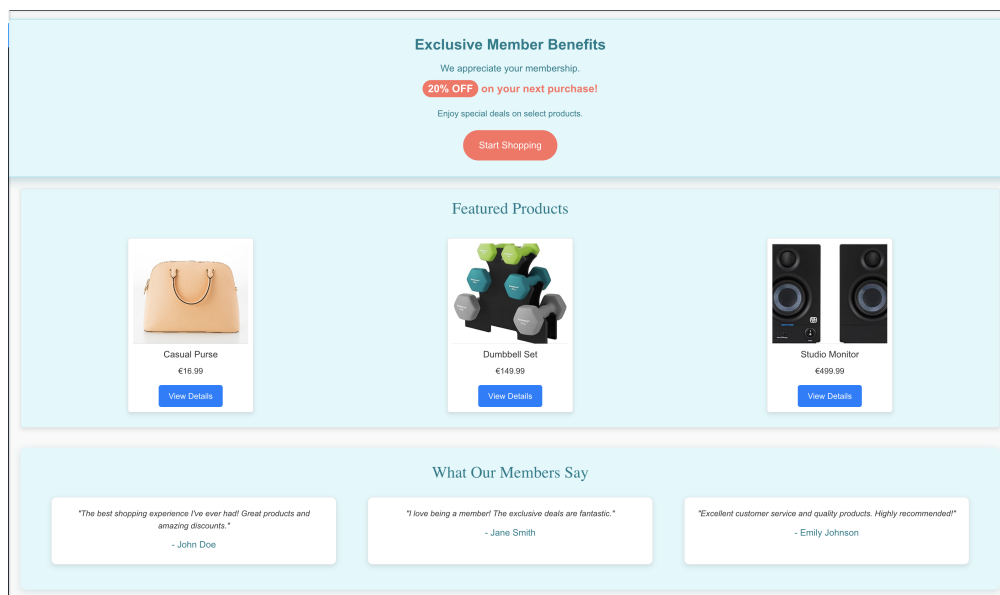 Exclusive Member Benefits
We appreciate your membership.
20% OFF on your next purchase!
Enjoy special deals on select products.
Start Shopping
Featured Products
Casual Purse
€16.99
View Details
Dumbbell Set
€149.99
View Details
Studio Monitor
€499.99
View Details
What Our Members Say
"The best shopping experience I've ever had! Great products and
amazing discounts."
- John Doe
"I love being a member! The exclusive deals are fantastic."
- Jane Smith
"Excellent customer service and quality products. Highly recommended!"
- Emily Johnson